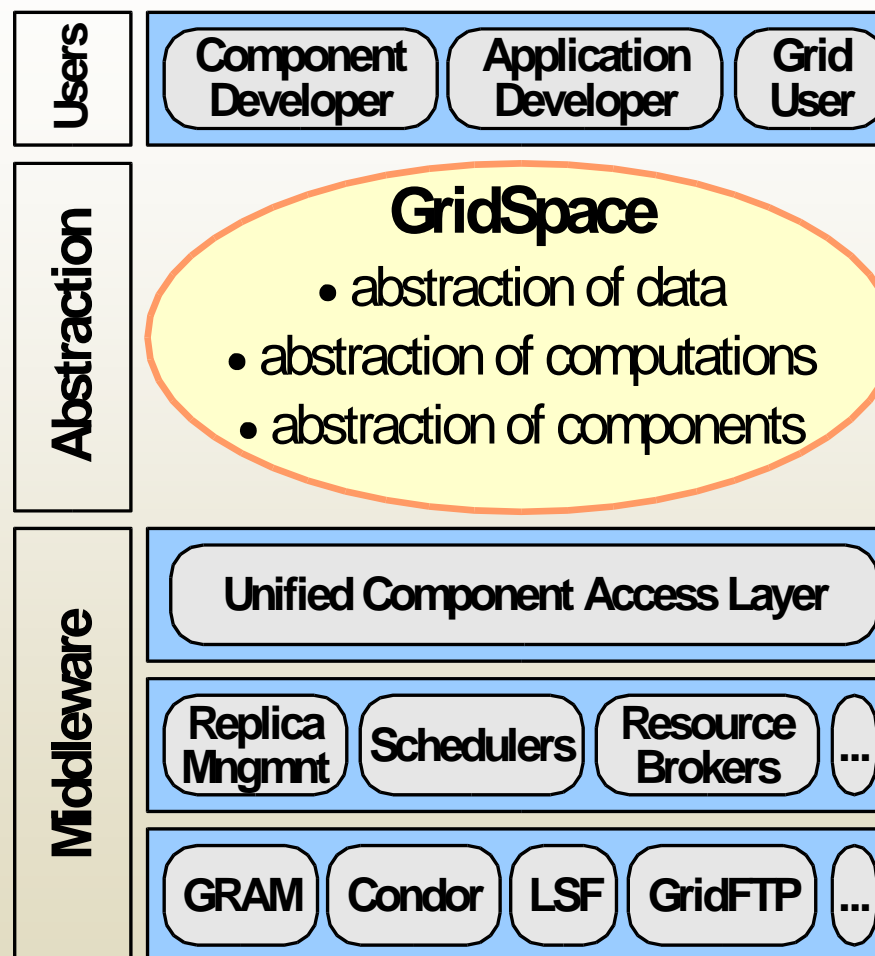 Users
Component
Developer
Application
Developer
Grid
User
Abstraction
GridSpace
• abstraction of data
• abstraction of computations
• abstraction of components
Middleware
Unified Component Access Layer
Replica
Mngmnt
Schedulers
Resource
Brokers
...
GRAM
Condor
LSF
GridFTP
...